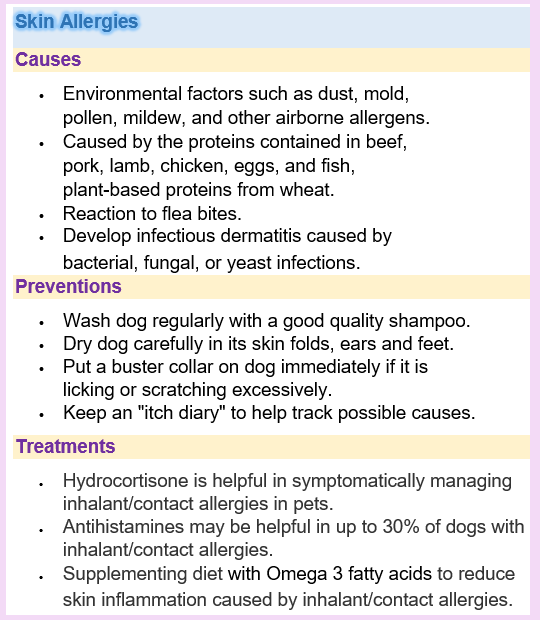 Skin Allergies
Causes
• Environmental factors such as dust, mold,
pollen, mildew, and other airborne allergens.
• Caused by the proteins contained in beef,
pork, lamb, chicken, eggs, and fish,
plant-based proteins from wheat.
• Reaction to flea bites.
• Develop infectious dermatitis caused by
bacterial, fungal, or yeast infections.
Preventions
• Wash dog regularly with a good quality shampoo.
• Dry dog carefully in its skin folds, ears and feet.
• Put a buster collar on dog immediately if it is
licking or scratching excessively.
• Keep an "itch diary" to help track possible causes.
Treatments
• Hydrocortisone is helpful in symptomatically managing
inhalant/contact allergies in pets.
• Antihistamines may be helpful in up to 30% of dogs with
inhalant/contact allergies.
• Supplementing diet with Omega 3 fatty acids to reduce
skin inflammation caused by inhalant/contact allergies.